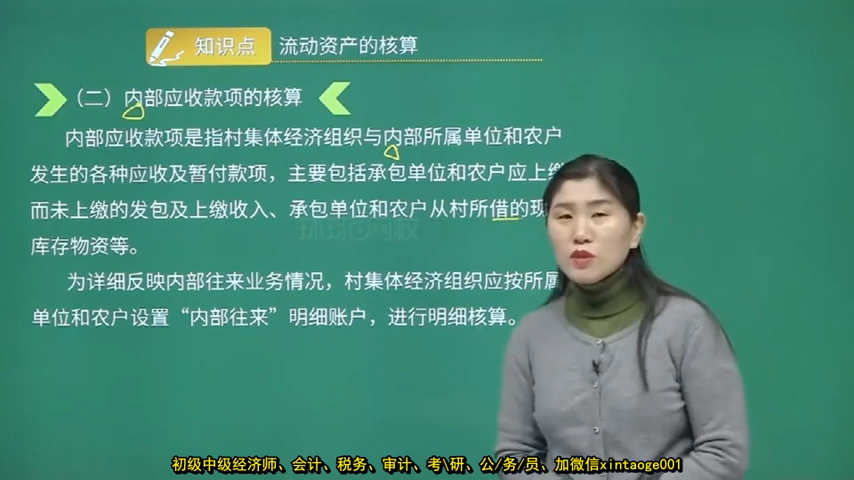 知识点 流动资产的核算
（二）内部应收款项的核算
内部应收款项是指村集体经济组织与内部所属单位和农户
发生的各种应收及暂付款项，主要包括承包单位和农户应上缴
而未上缴的发包及上缴收入、承包单位和农户从村所借的现
库存物资等。
为详细反映内部往来业务情况，村集体经济组织应按所属
单位和农户设置“内部往来”明细账户，进行明细核算。
初级中级经济师、会计、税务、审计、考\研、公/务/员、加微信xintaoge001